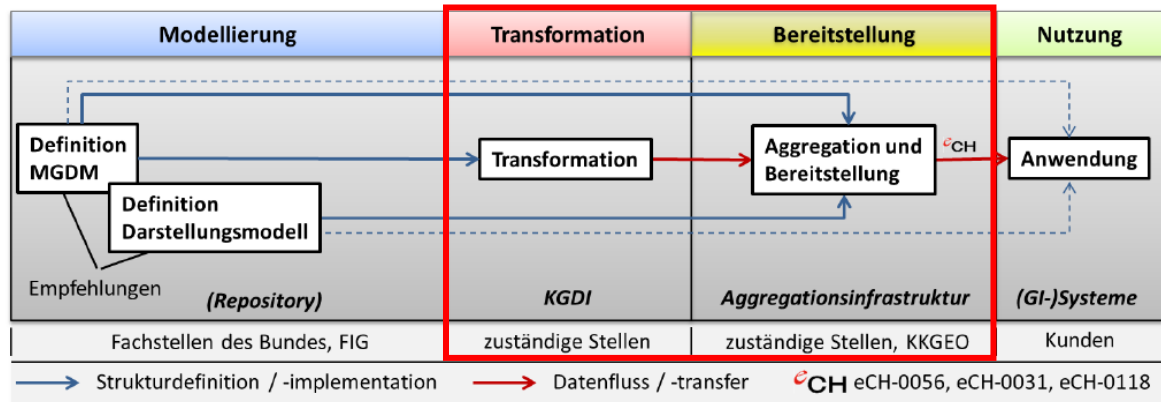 Modellierung
Transformation
Bereitstellung
Nutzung
Definition
MGDM
Definition
Darstellungsmodell
Transformation
Aggregation und
Bereitstellung
eCH
Anwendung
Empfehlungen
(Repository)
KGDI
Aggregationsinfrastruktur
(GI-)Systeme
Fachstellen des Bundes, FIG
zuständige Stellen
zuständige Stellen, KKGEO
Kunden
Strukturdefinition / -implementation
Datenfluss / -transfer
eCH eCH-0056, eCH-0031, eCH-0118